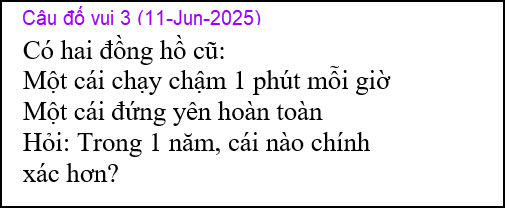 Câu đố vui 3 (11-Jun-2025)
Có hai đồng hồ cũ:
Một cái chạy chậm 1 phút mỗi giờ
Một cái đứng yên hoàn toàn
Hỏi: Trong 1 năm, cái nào chính
xác hơn?